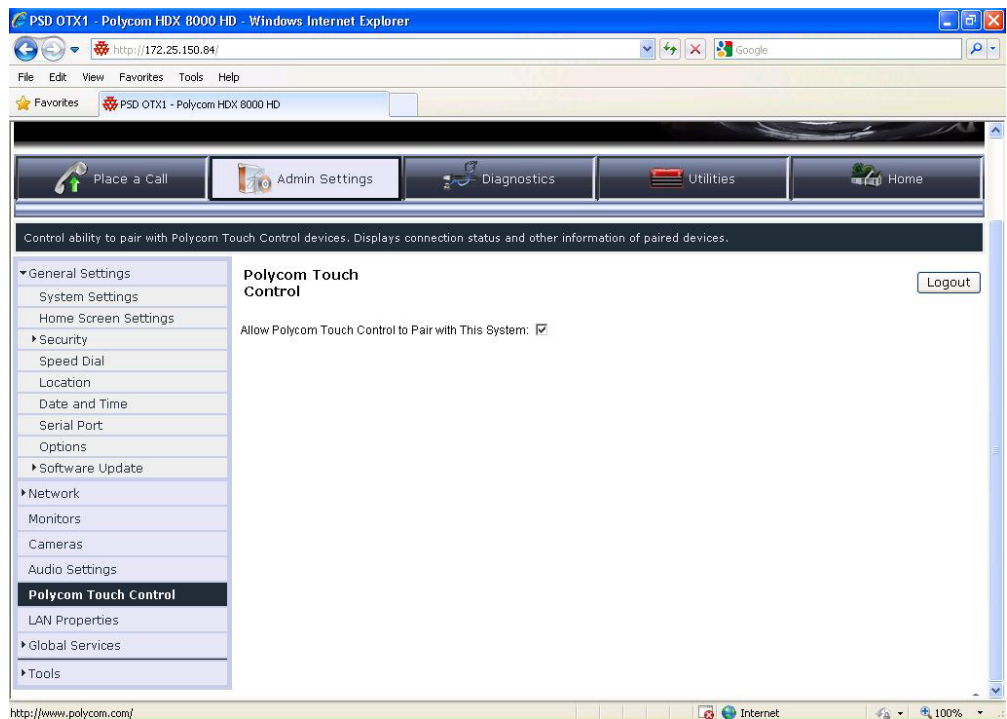 PSD OTX1 - Polycom HDX 8000 HD - Windows Internet Explorer
http://172.25.150.84/
Google
File Edit View Favorites Tools Help
Favorites
PSD OTX1 - Polycom HDX 8000 HD
Place a Call
Admin Settings
Diagnostics
Utilities
Home
Control ability to pair with Polycom Touch Control devices. Displays connection status and other information of paired devices.
General Settings
System Settings
Home Screen Settings
Security
Speed Dial
Location
Date and Time
Serial Port
Options
Software Update
Network
Monitors
Cameras
Audio Settings
Polycom Touch Control
LAN Properties
Global Services
Tools
Polycom Touch
Control
Logout
Allow Polycom Touch Control to Pair with This System:
http://www.polycom.com/
Internet
100%